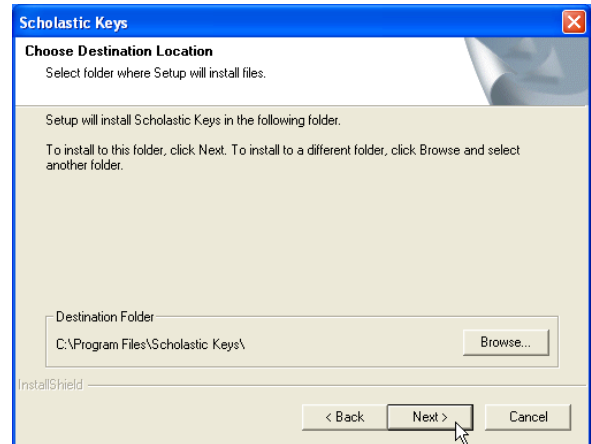 Scholastic Keys
Choose Destination Location
Select folder where Setup will install files.
Setup will install Scholastic Keys in the following folder.
To install to this folder, click Next. To install to a different folder, click Browse and select
another folder.
Destination Folder
C:\Program Files\Scholastic Keys\
Browse...
InstallShield
< Back
Next >
Cancel